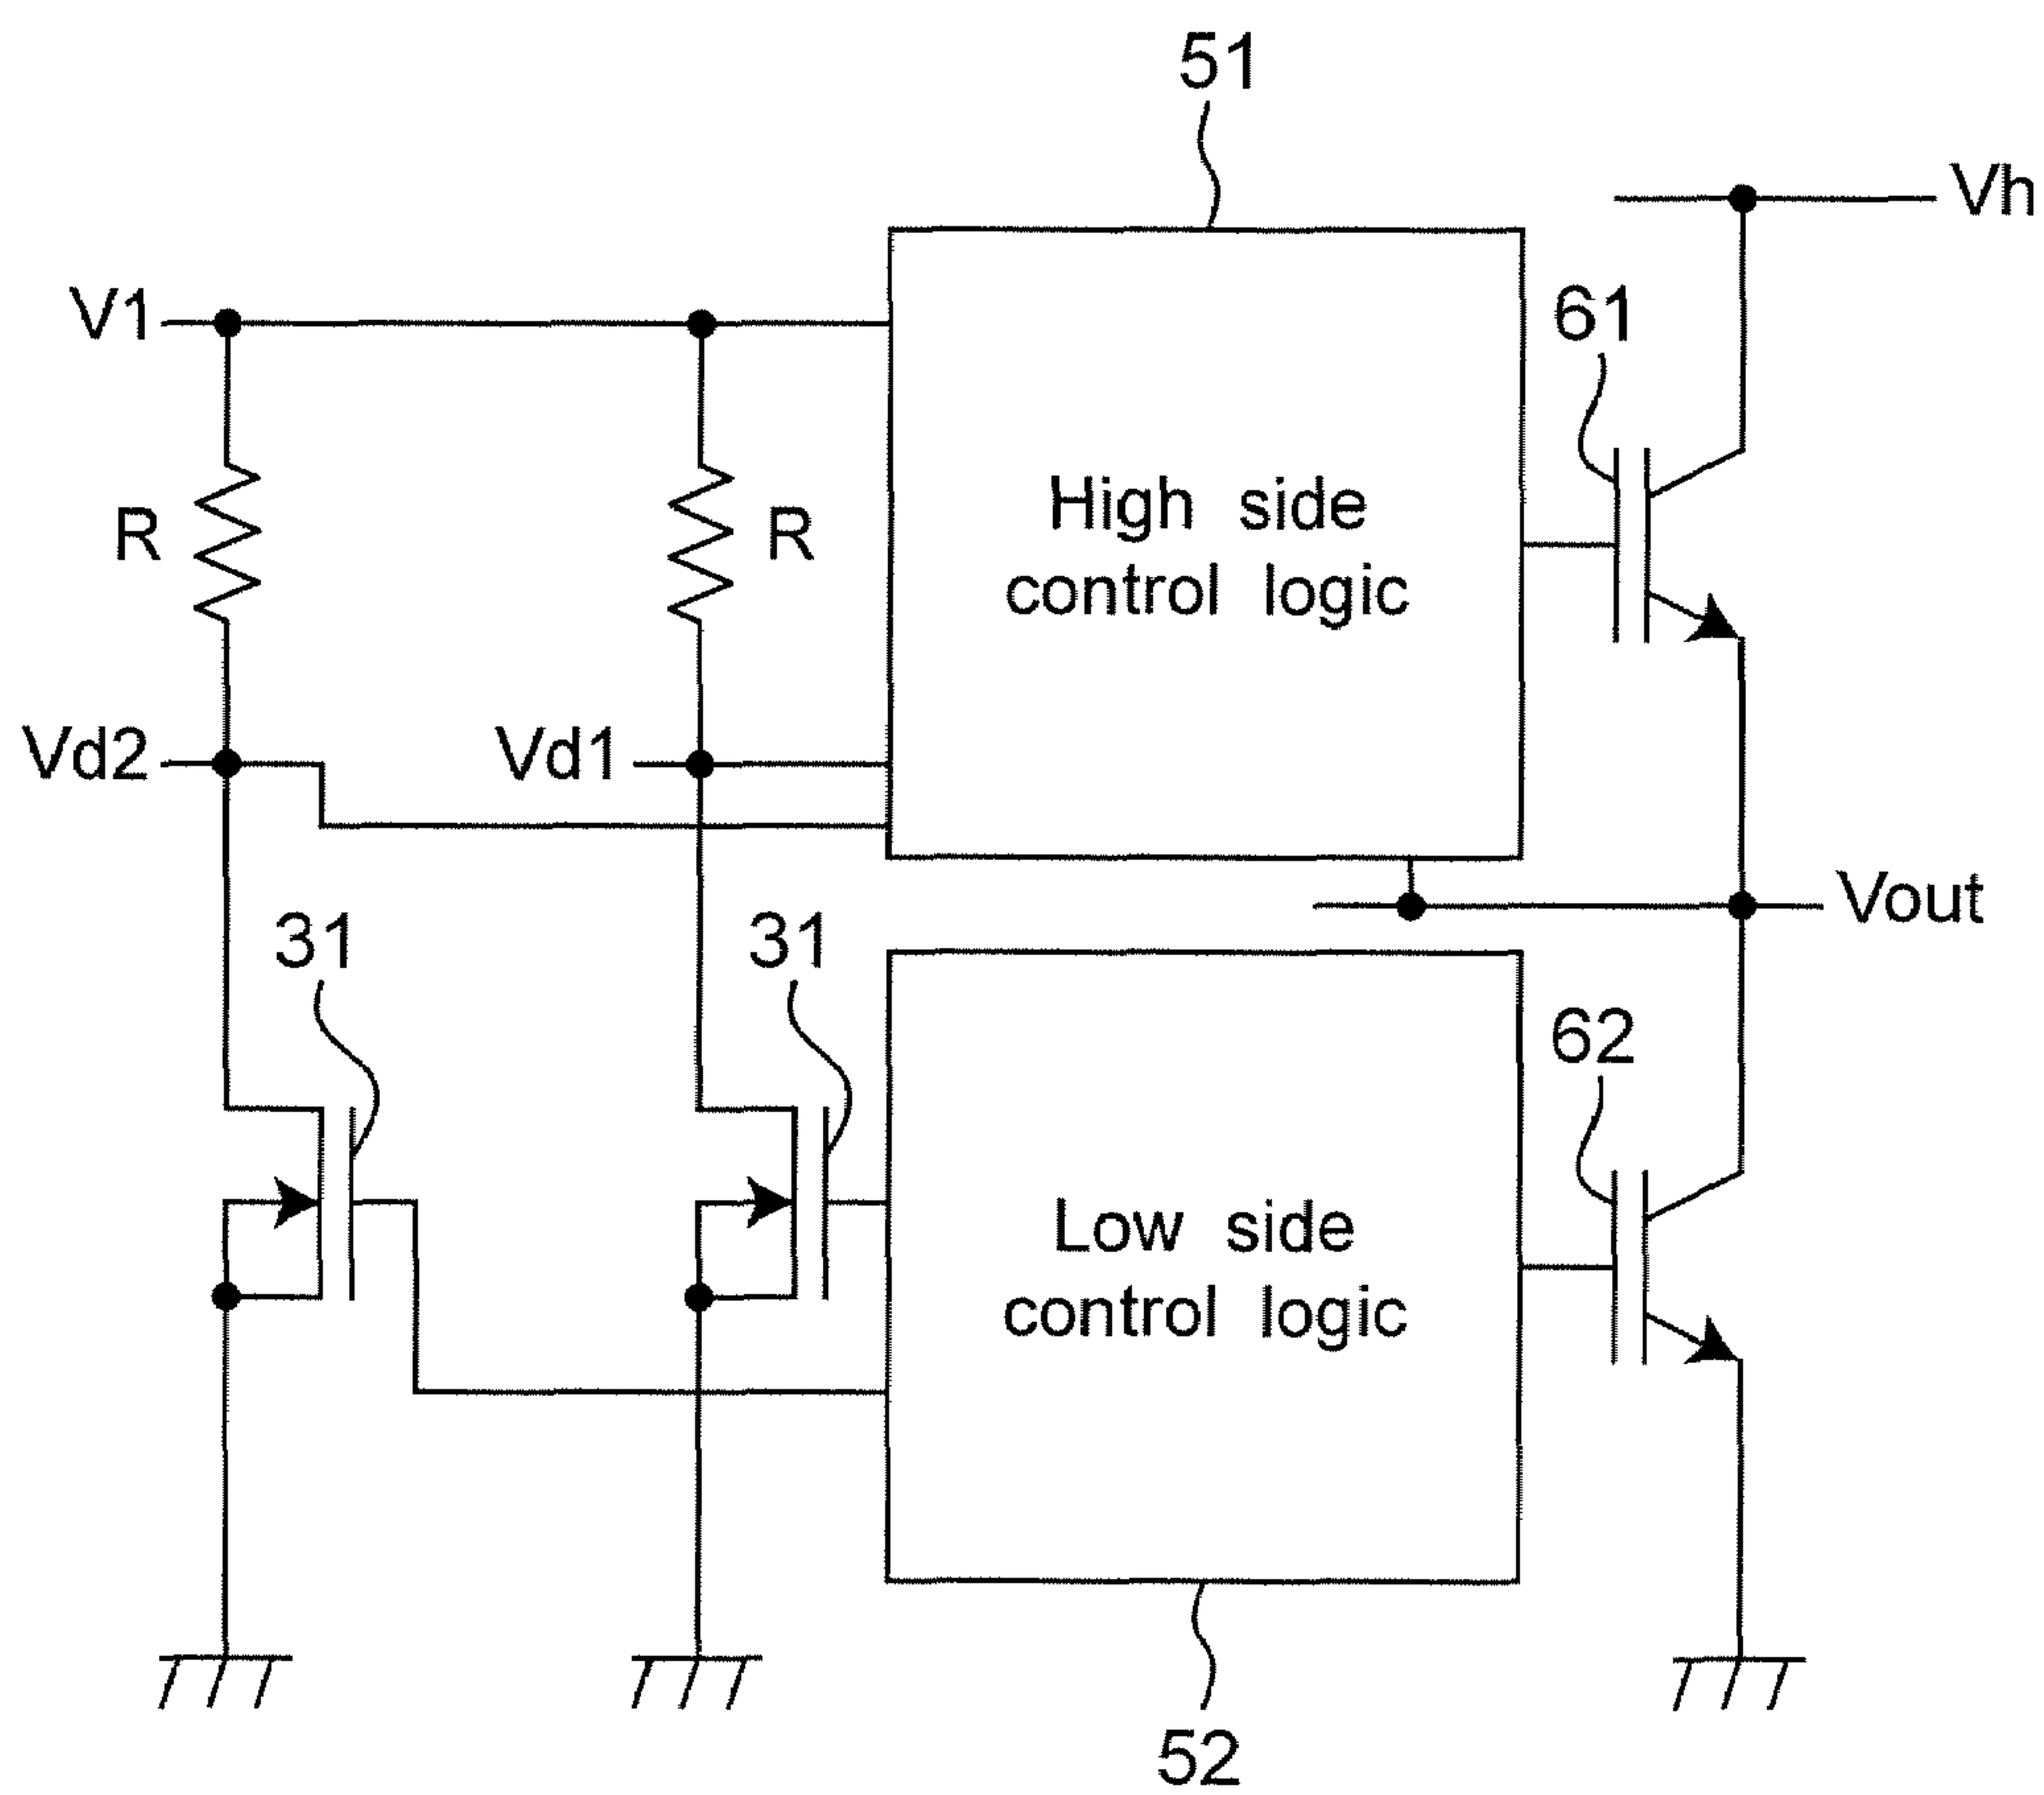 51
Vh
V1
61
R
R
High side
control logic
Vd2
Vd1
Vout
31
31
62
Low side
control logic
52